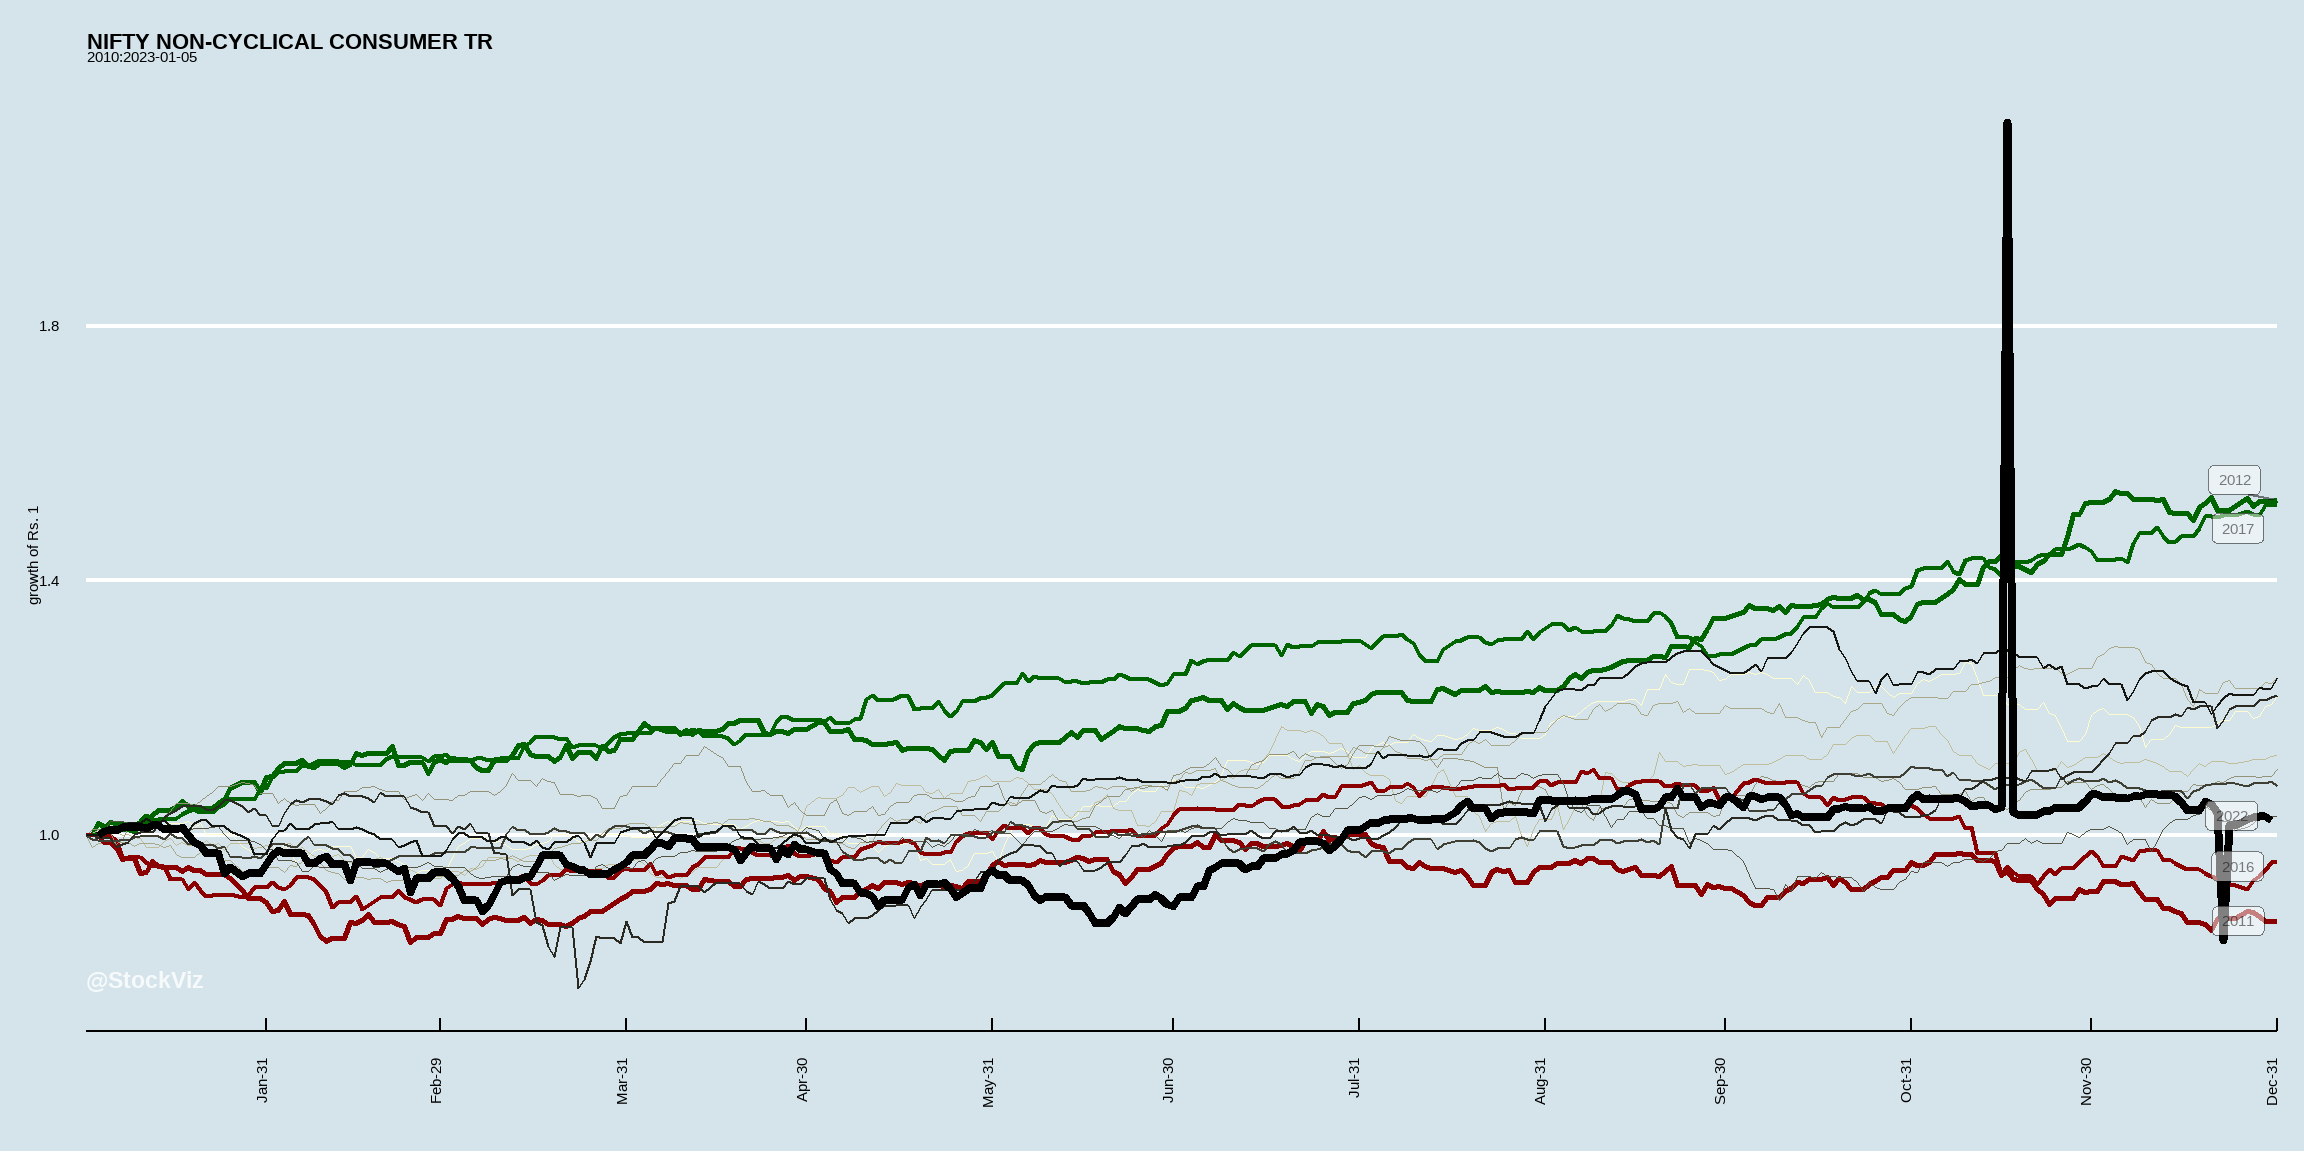 NIFTY NON-CYCLICAL CONSUMER TR
2010:2023-01-05
growth of Rs. 1
1.8
1.4
1.0
2012
2017
2022
2016
2011
@StockViz
Jan-31
Feb-29
Mar-31
Apr-30
May-31
Jun-30
Jul-31
Aug-31
Sep-30
Oct-31
Nov-30
Dec-31